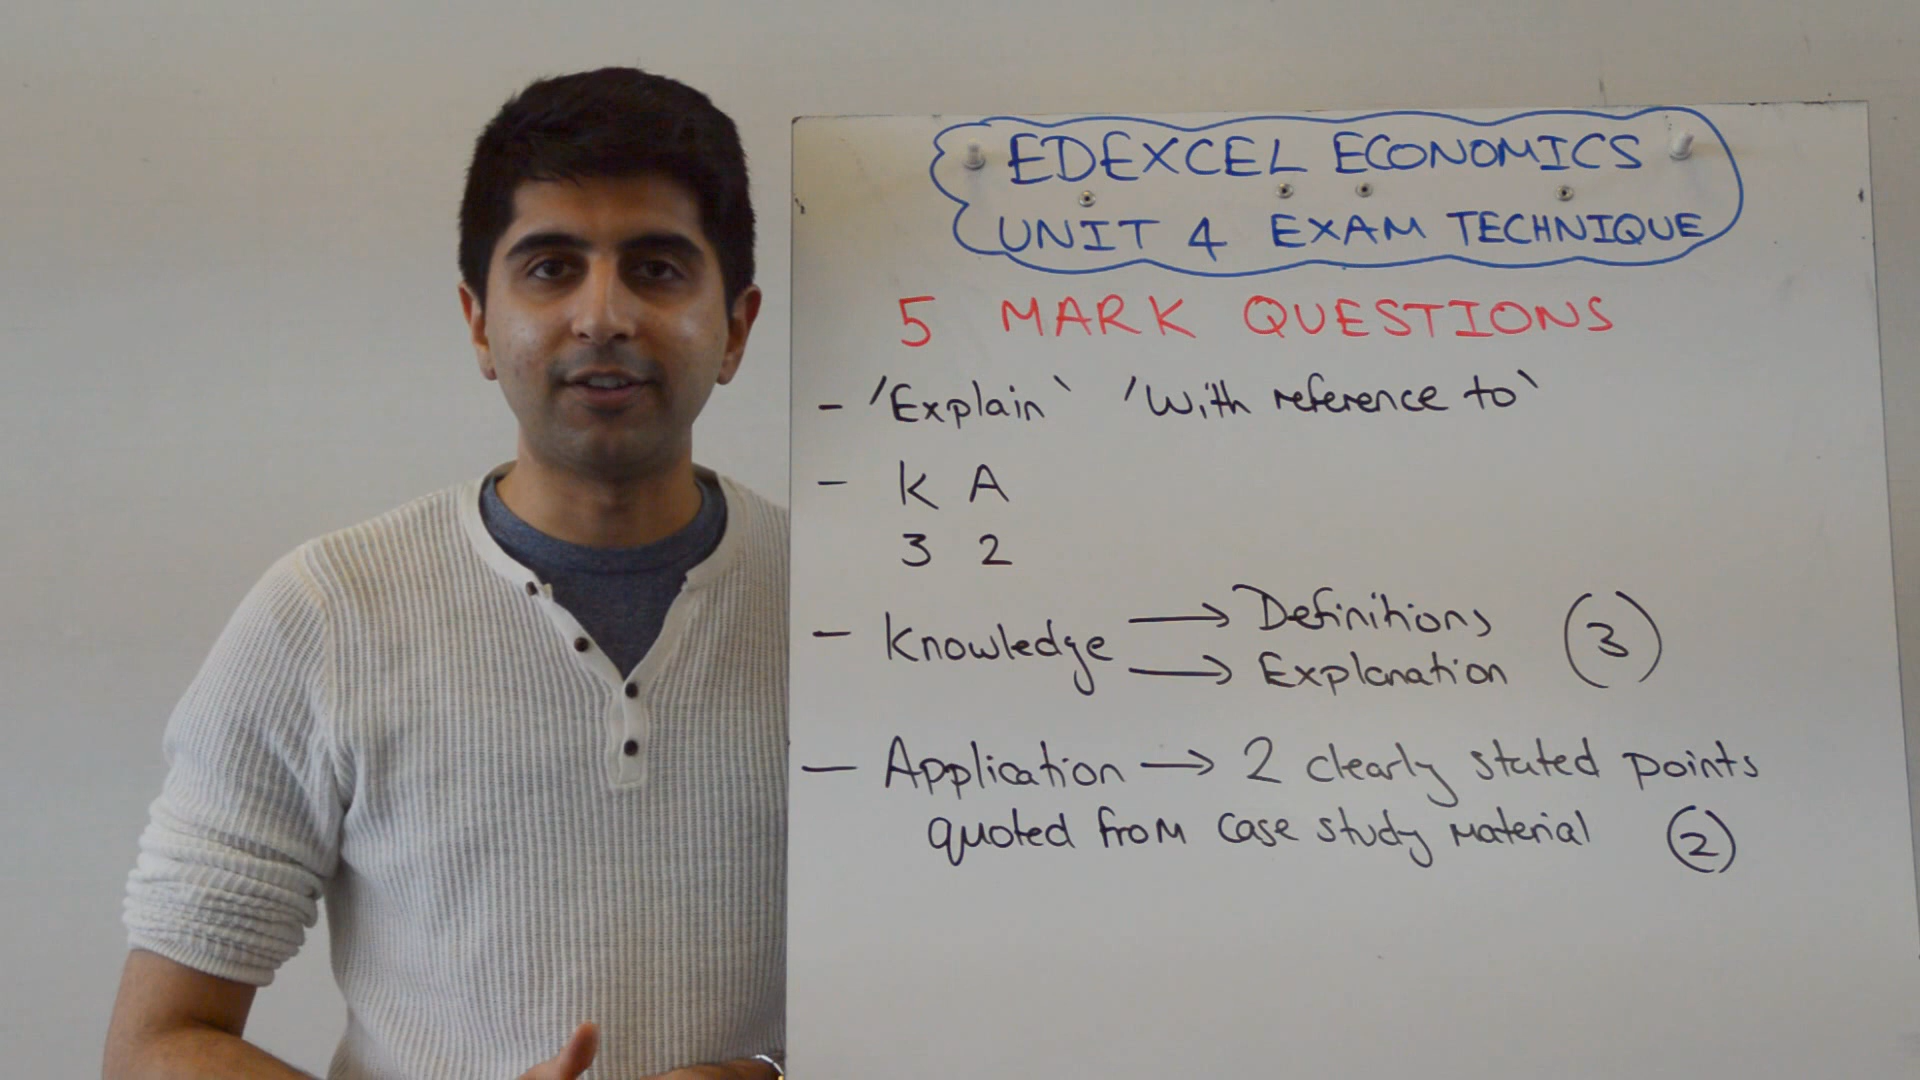 EDEXCEL ECONOMICS
UNIT 4 EXAM TECHNIQUE
5 MARK QUESTIONS
- 'Explain' 'With reference to'
- K A
3 2
- Knowledge → Definitions (3)
→ Explanation
- Application → 2 clearly stated points
quoted from case study material (2)